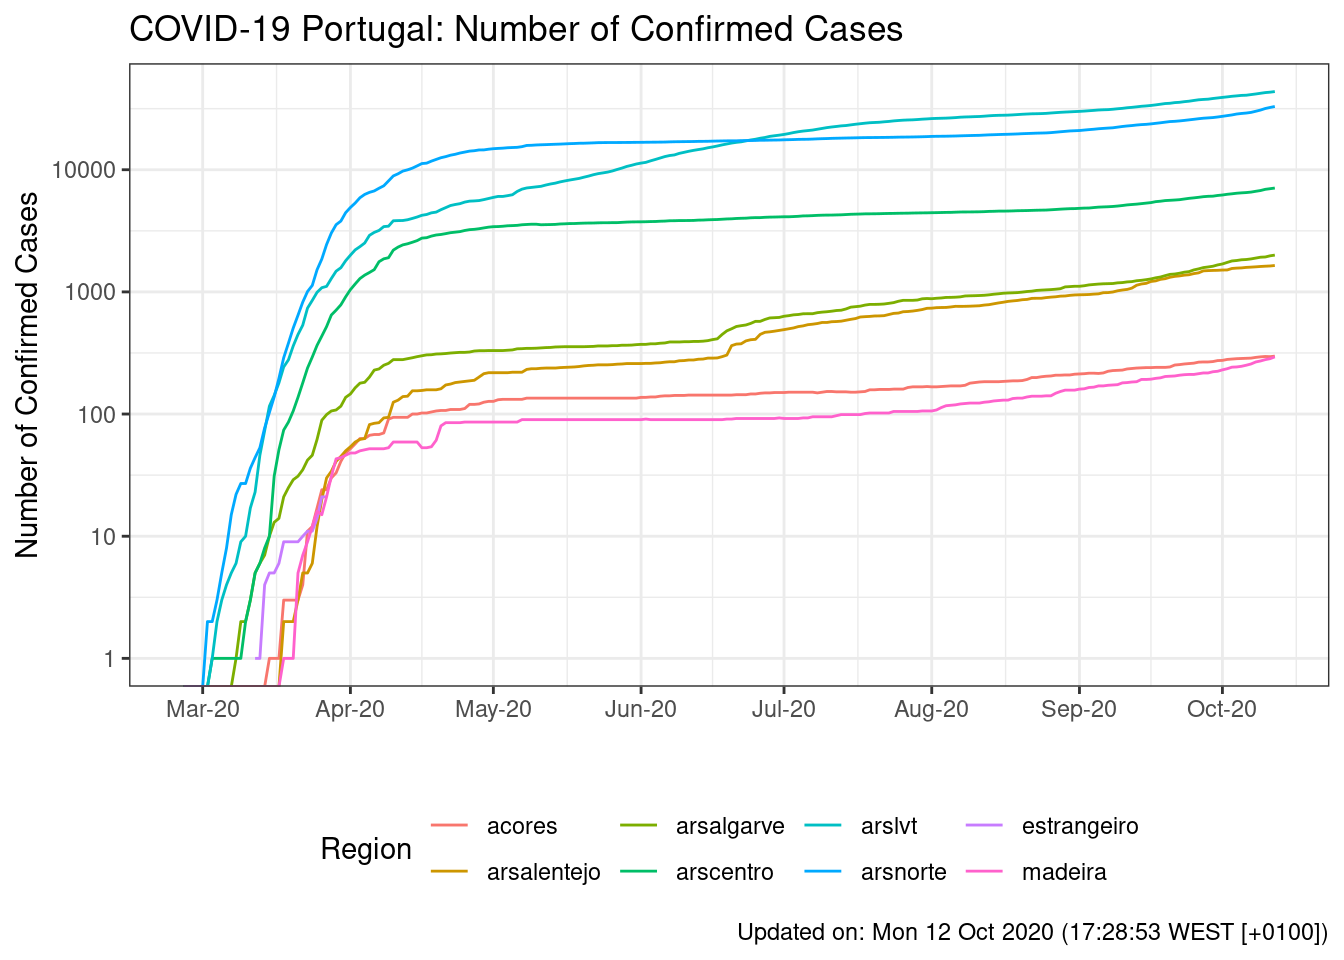 COVID-19 Portugal: Number of Confirmed Cases
Number of Confirmed Cases
10000
1000
100
10
1
Mar-20 Apr-20 May-20 Jun-20 Jul-20 Aug-20 Sep-20 Oct-20
Region
acores arsalgarve arslvt estrangeiro
arsalentejo arscentro arsnorte madeira
Updated on: Mon 12 Oct 2020 (17:28:53 WEST [+0100])